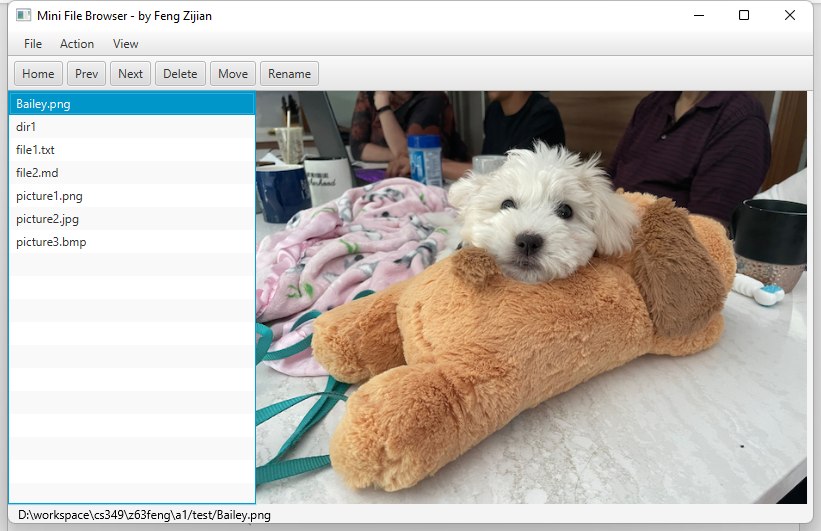 Mini File Browser - by Feng Zijian
File Action View
Home Prev Next Delete Move Rename
Bailey.png
dir1
file1.txt
file2.md
picture1.png
picture2.jpg
picture3.bmp
D:\workspace\cs349\z63feng\a1/test/Bailey.png